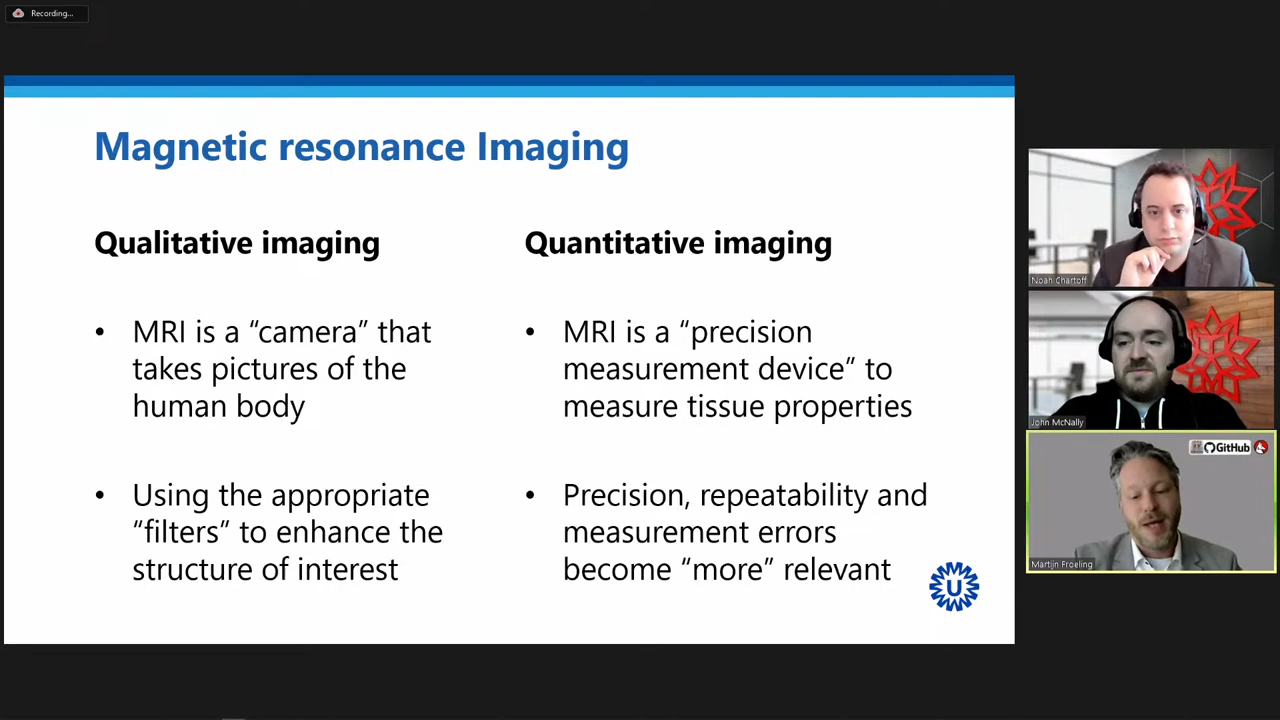 Recording...
Magnetic resonance Imaging
Qualitative imaging
MRI is a “camera” that
takes pictures of the
human body
Using the appropriate
“filters” to enhance the
structure of interest
Quantitative imaging
MRI is a “precision
measurement device” to
measure tissue properties
Precision, repeatability and
measurement errors
become “more” relevant
U
Noah Chartoff
John McNally
GitHub
Martijn Froeling